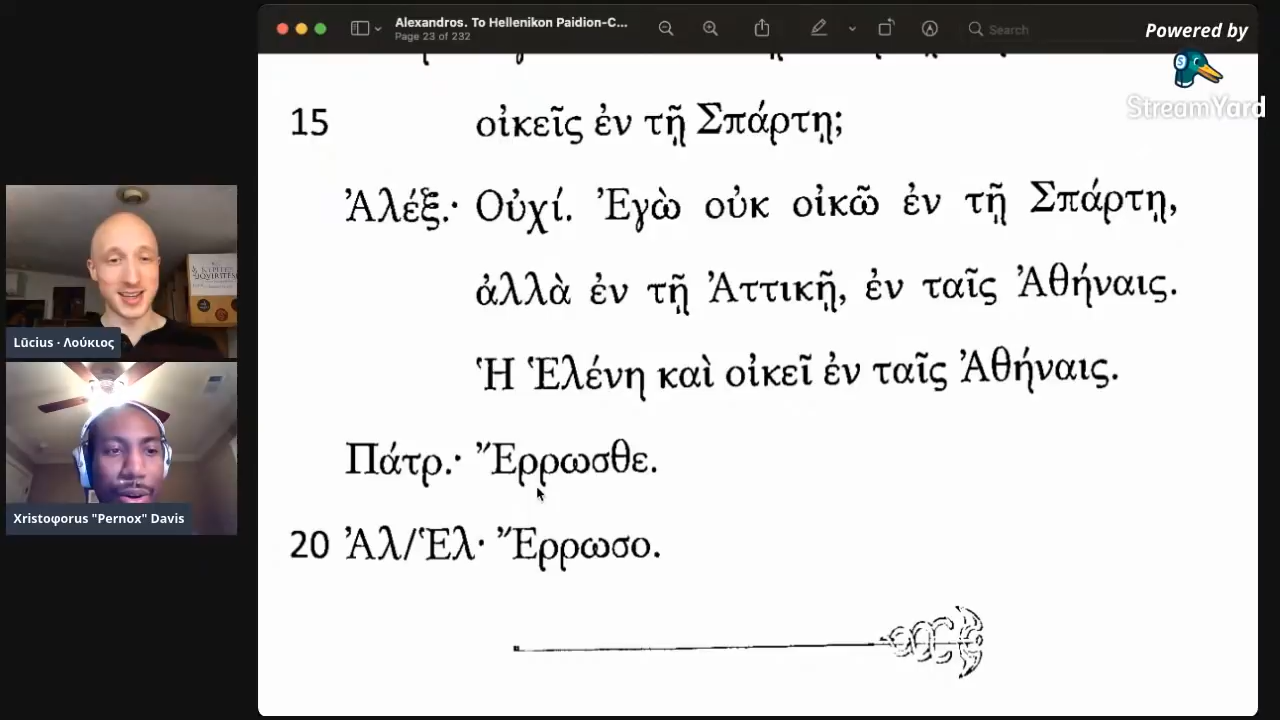 Alexandros. To Hellenikon Paidion-C...
Page 23 of 232
Search
Powered by
StreamYard
15 οἰκεῖς ἐν τῇ Σπάρτῃ;
Ἀλέξ.· Οὐχί. Ἐγὼ οὐκ οἰκῶ ἐν τῇ Σπάρτῃ,
ἀλλὰ ἐν τῇ Ἀττικῇ, ἐν ταῖς Ἀθήναις.
Ἡ Ἑλένη καὶ οἰκεῖ ἐν ταῖς Ἀθήναις.
Πάτρ.· Ἔρρωσθε.
20 Ἀλ/Ἑλ· Ἔρρωσο.
Lūcius · Λούκιος
Xristoφorus "Pernox" Davis